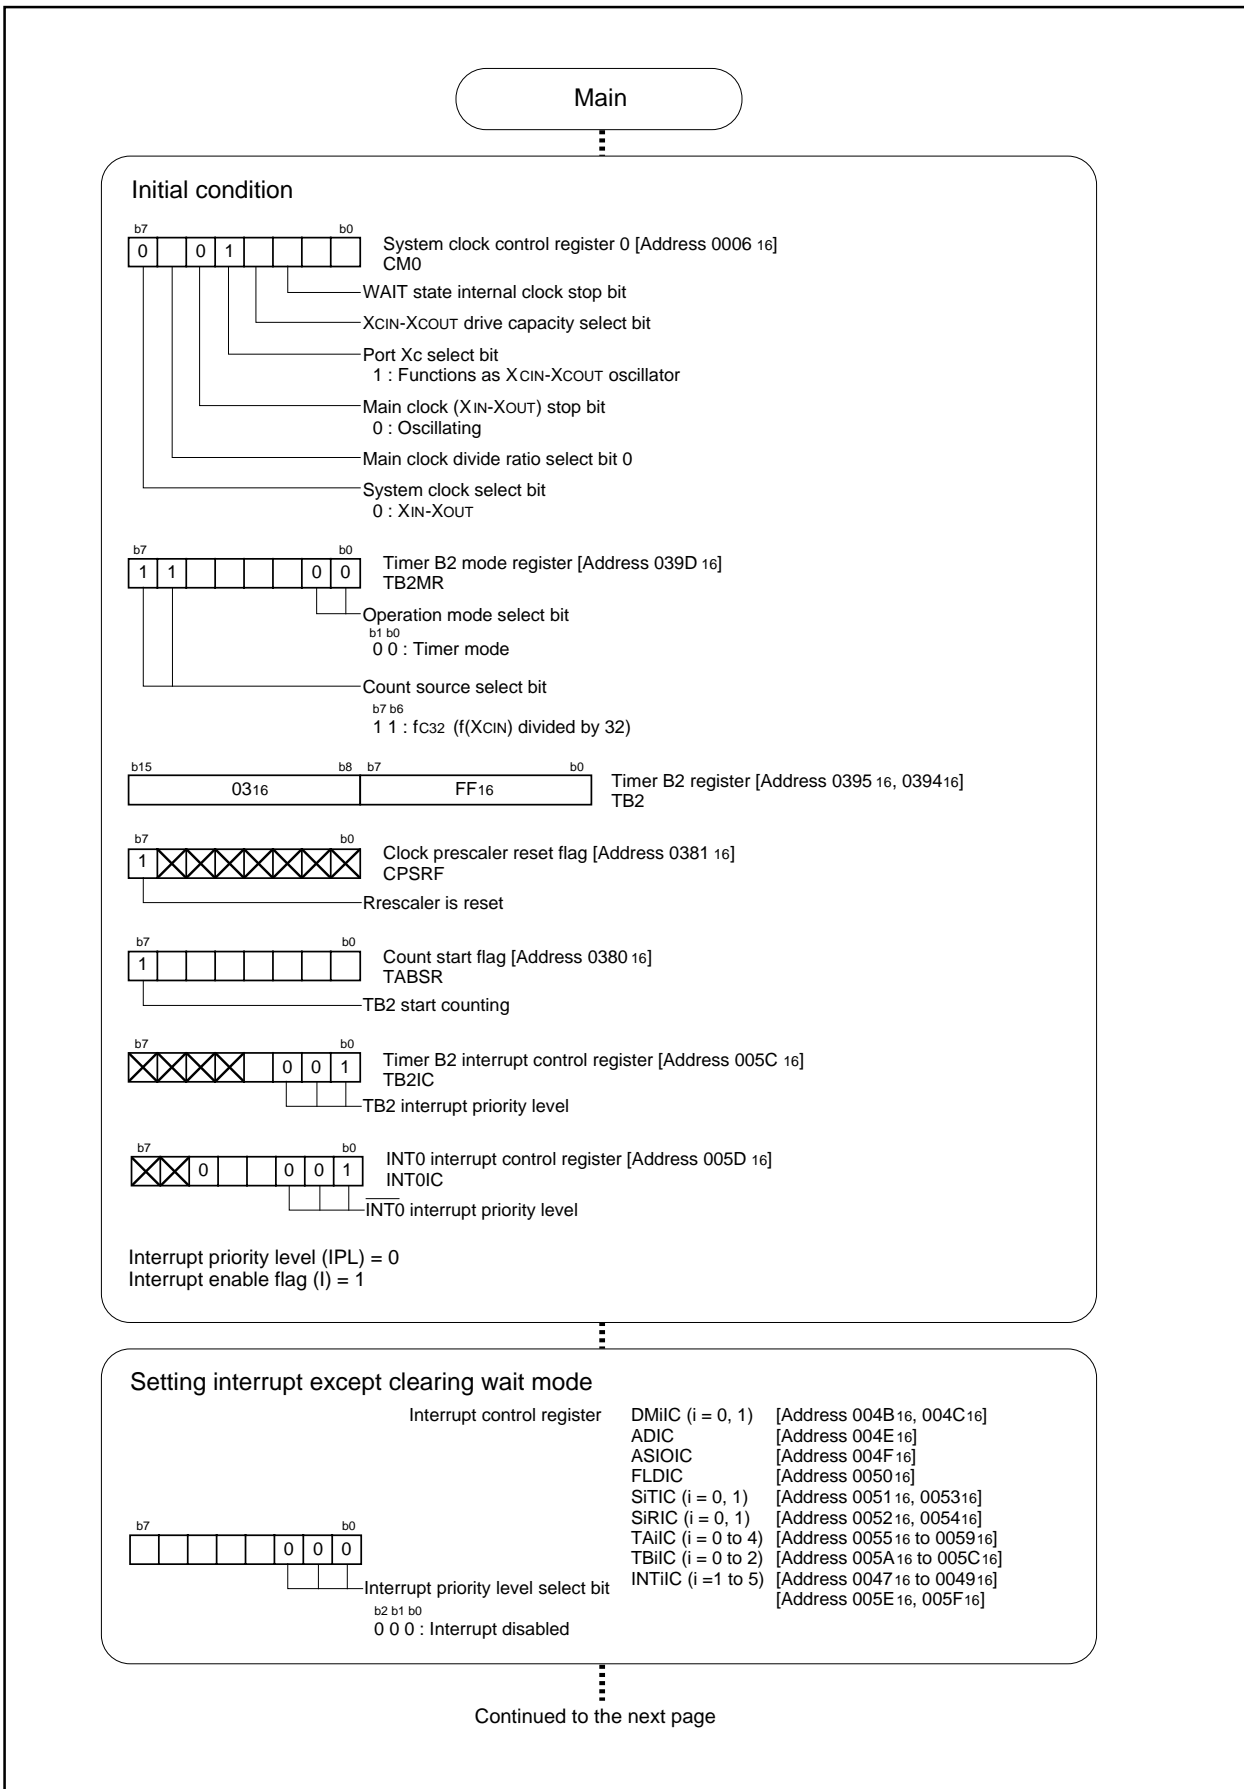 Main
Initial condition
b7 b0
0 0 1 System clock control register 0 [Address 0006 16]
CM0
WAIT state internal clock stop bit
XCIN-XCOUT drive capacity select bit
Port Xc select bit
1 : Functions as XCIN-XCOUT oscillator
Main clock (XIN-XOUT) stop bit
0 : Oscillating
Main clock divide ratio select bit 0
System clock select bit
0 : XIN-XOUT
b7 b0
1 1 0 0 Timer B2 mode register [Address 039D 16]
TB2MR
Operation mode select bit
b1 b0
0 0 : Timer mode
Count source select bit
b7 b6
1 1 : fC32 (f(XCIN) divided by 32)
b15 b8 b7 b0
0316 FF16 Timer B2 register [Address 0395 16, 039416]
TB2
b7 b0
1 Clock prescaler reset flag [Address 0381 16]
CPSRF
Rrescaler is reset
b7 b0
1 Count start flag [Address 0380 16]
TABSR
TB2 start counting
b7 b0
0 0 1 Timer B2 interrupt control register [Address 005C 16]
TB2IC
TB2 interrupt priority level
b7 b0
0 0 0 1 INT0 interrupt control register [Address 005D 16]
INT0IC
INT0 interrupt priority level
Interrupt priority level (IPL) = 0
Interrupt enable flag (I) = 1
Setting interrupt except clearing wait mode
Interrupt control register DMiIC (i = 0, 1) [Address 004B16, 004C16]
ADIC [Address 004E16]
ASIOIC [Address 004F16]
FLDIC [Address 005016]
SiTIC (i = 0, 1) [Address 005116, 005316]
SiRIC (i = 0, 1) [Address 005216, 005416]
TAiIC (i = 0 to 4) [Address 005516 to 005916]
TBiIC (i = 0 to 2) [Address 005A16 to 005C16]
INTiIC (i =1 to 5) [Address 004716 to 004916]
[Address 005E16, 005F16]
b7 b0
0 0 0
Interrupt priority level select bit
b2 b1 b0
0 0 0 : Interrupt disabled
Continued to the next page